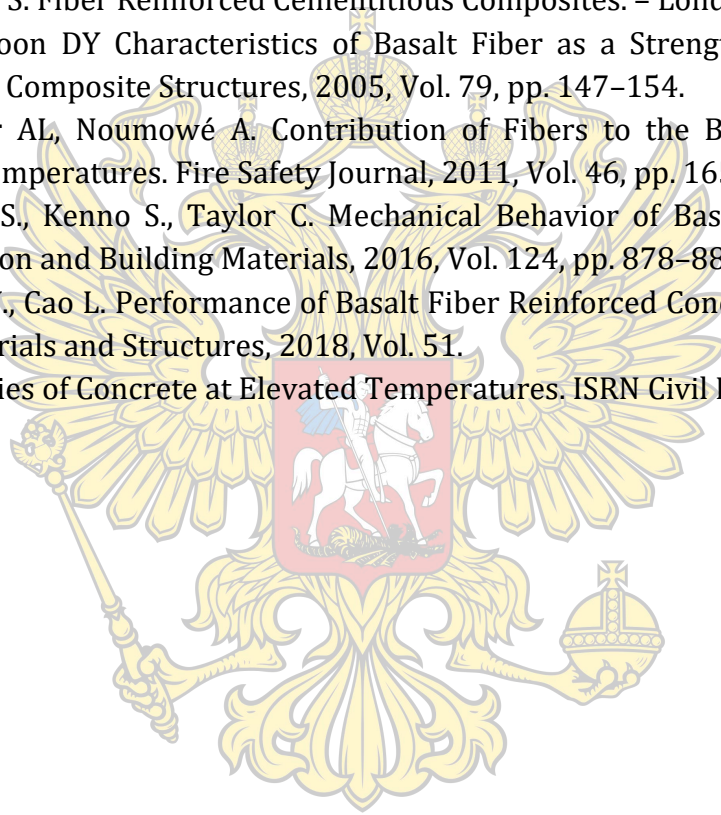 S. Fiber Reinforced Cementitious Composites. – Lond
oon DY Characteristics of Basalt Fiber as a Streng
Composite Structures, 2005, Vol. 79, pp. 147–154.
r AL, Noumowé A. Contribution of Fibers to the B
mperatures. Fire Safety Journal, 2011, Vol. 46, pp. 16
S., Kenno S., Taylor C. Mechanical Behavior of Bas
on and Building Materials, 2016, Vol. 124, pp. 878–88
., Cao L. Performance of Basalt Fiber Reinforced Conc
rials and Structures, 2018, Vol. 51.
ies of Concrete at Elevated Temperatures. ISRN Civil